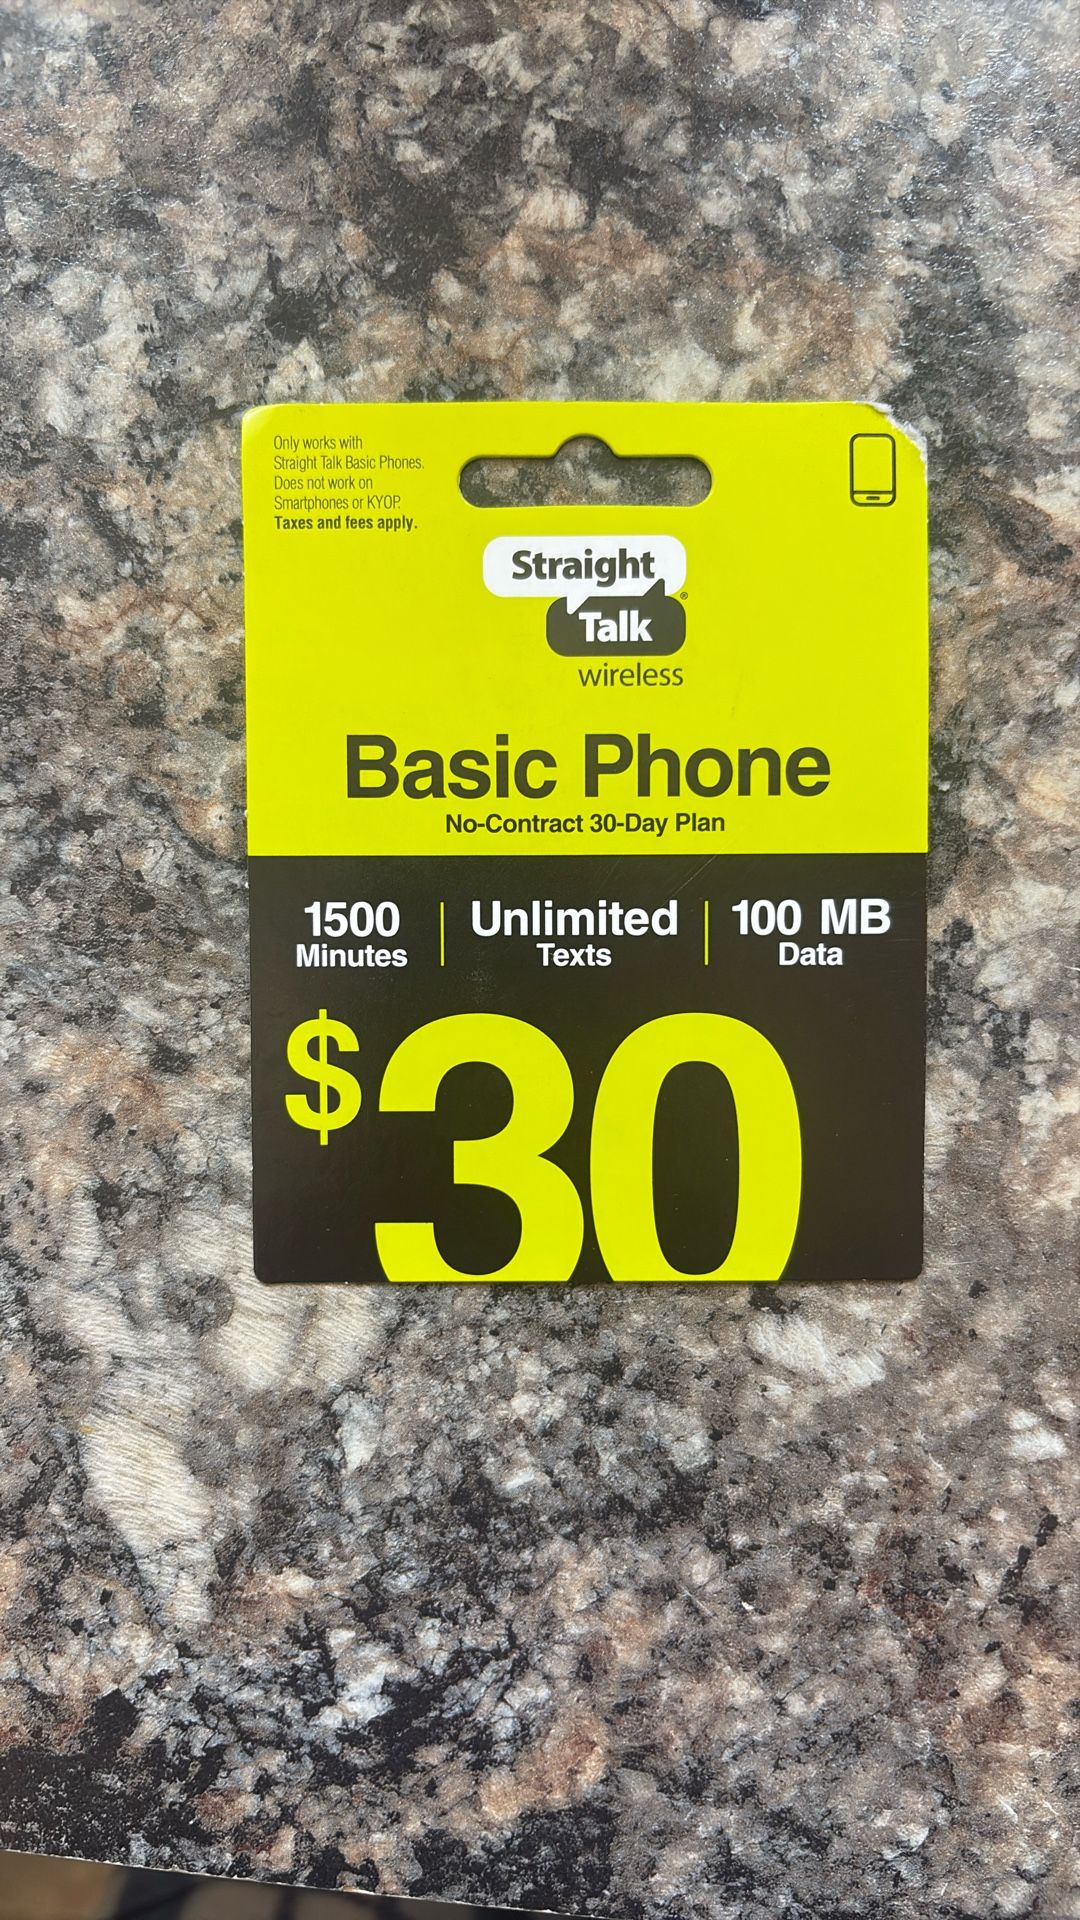 Only works with
Straight Talk Basic Phones.
Does not work on
Smartphones or KYOP.
Taxes and fees apply.
Straight
Talk®
wireless
Basic Phone
No-Contract 30-Day Plan
1500
Minutes
Unlimited
Texts
100 MB
Data
$30